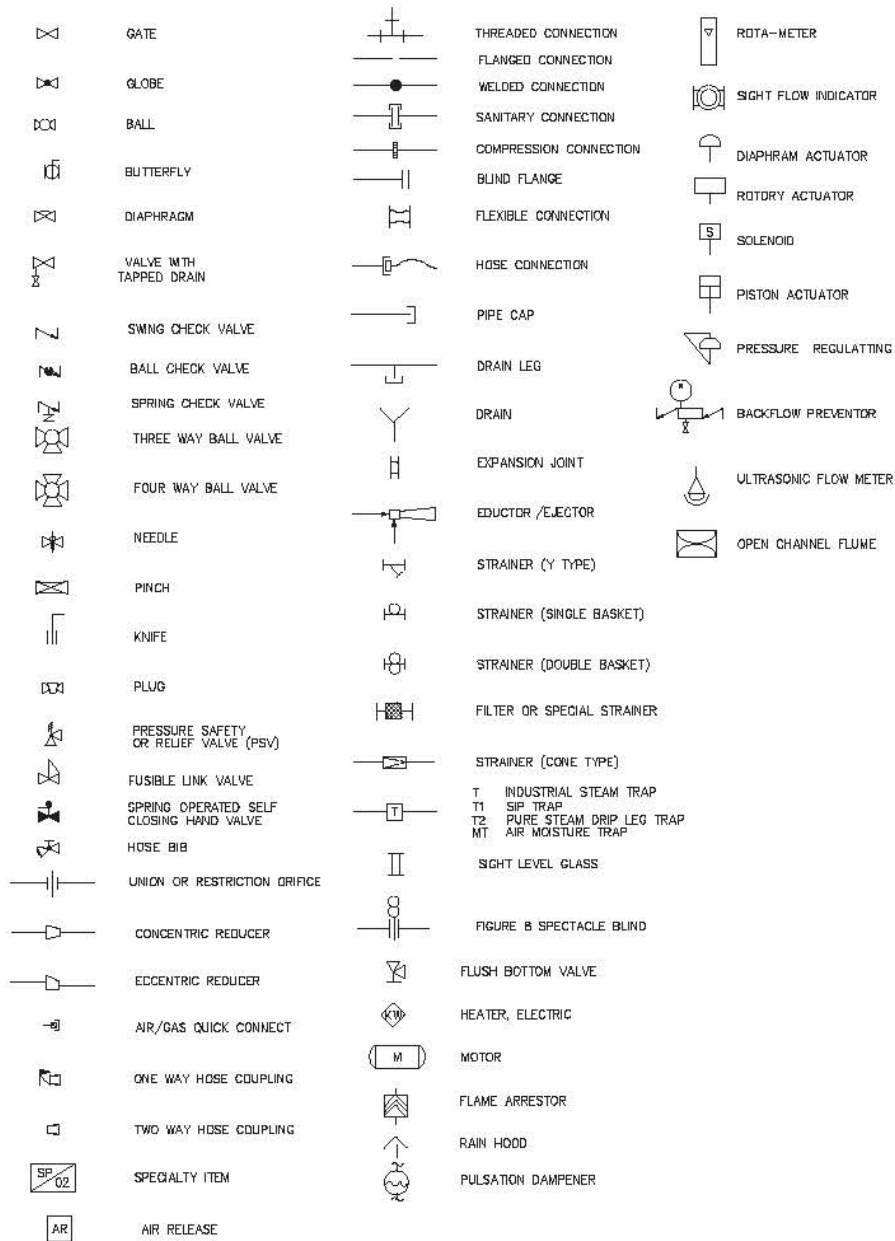 GATE
GLOBE
BALL
BUTTERFLY
DIAPHRAGM
VALVE WITH
TAPPED DRAIN
SWING CHECK VALVE
BALL CHECK VALVE
SPRING CHECK VALVE
THREE WAY BALL VALVE
FOUR WAY BALL VALVE
NEEDLE
PINCH
KNIFE
PLUG
PRESSURE SAFETY
OR RELIEF VALVE (PSV)
FUSIBLE LINK VALVE
SPRING OPERATED SELF
CLOSING HAND VALVE
HOSE BIB
UNION OR RESTRICTION ORIFICE
CONCENTRIC REDUCER
ECCENTRIC REDUCER
AIR/GAS QUICK CONNECT
ONE WAY HOSE COUPLING
TWO WAY HOSE COUPLING
SP/02 SPECIALTY ITEM
AR AIR RELEASE
THREADED CONNECTION
FLANGED CONNECTION
WELDED CONNECTION
SANITARY CONNECTION
COMPRESSION CONNECTION
BLIND FLANGE
FLEXIBLE CONNECTION
HOSE CONNECTION
PIPE CAP
DRAIN LEG
DRAIN
EXPANSION JOINT
EDUCTOR /EJECTOR
STRAINER (Y TYPE)
STRAINER (SINGLE BASKET)
STRAINER (DOUBLE BASKET)
FILTER OR SPECIAL STRAINER
STRAINER (CONE TYPE)
T
T INDUSTRIAL STEAM TRAP
T1 SIP TRAP
T2 PURE STEAM DRIP LEG TRAP
MT AIR MOISTURE TRAP
SIGHT LEVEL GLASS
FIGURE 8 SPECTACLE BLIND
FLUSH BOTTOM VALVE
KW HEATER, ELECTRIC
M MOTOR
FLAME ARRESTOR
RAIN HOOD
PULSATION DAMPENER
ROTA-METER
SIGHT FLOW INDICATOR
DIAPHRAM ACTUATOR
ROTORY ACTUATOR
S SOLENOID
PISTON ACTUATOR
PRESSURE REGULATTING
BACKFLOW PREVENTOR
ULTRASONIC FLOW METER
OPEN CHANNEL FLUME